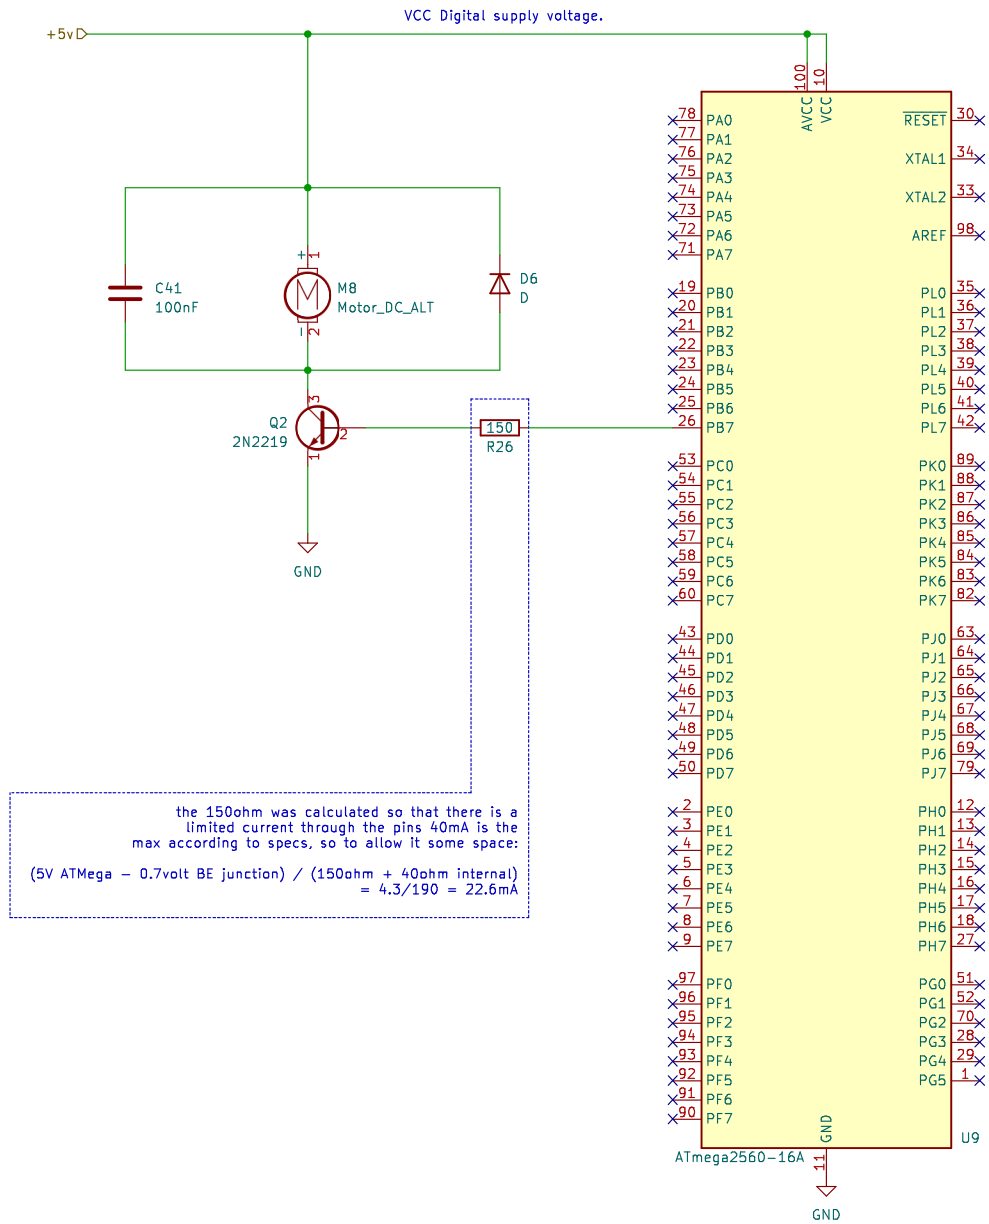 VCC Digital supply voltage.
+5v
100
10
AVCC
VCC
78 PA0
77 PA1
76 PA2
75 PA3
74 PA4
73 PA5
72 PA6
71 PA7
19 PB0
20 PB1
21 PB2
22 PB3
23 PB4
24 PB5
25 PB6
26 PB7
53 PC0
54 PC1
55 PC2
56 PC3
57 PC4
58 PC5
59 PC6
60 PC7
43 PD0
44 PD1
45 PD2
46 PD3
47 PD4
48 PD5
49 PD6
50 PD7
2 PE0
3 PE1
4 PE2
5 PE3
6 PE4
7 PE5
8 PE6
9 PE7
97 PF0
96 PF1
95 PF2
94 PF3
93 PF4
92 PF5
91 PF6
90 PF7
RESET 30
XTAL1 34
XTAL2 33
AREF 98
PL0 35
PL1 36
PL2 37
PL3 38
PL4 39
PL5 40
PL6 41
PL7 42
PK0 89
PK1 88
PK2 87
PK3 86
PK4 85
PK5 84
PK6 83
PK7 82
PJ0 63
PJ1 64
PJ2 65
PJ3 66
PJ4 67
PJ5 68
PJ6 69
PJ7 79
PH0 12
PH1 13
PH2 14
PH3 15
PH4 16
PH5 17
PH6 18
PH7 27
PG0 51
PG1 52
PG2 70
PG3 28
PG4 29
PG5 1
GND
11
U9
ATmega2560-16A
GND
C41
100nF
+
1
M
M8
Motor_DC_ALT
-
2
D6
D
3
Q2
2N2219
2
1
150
R26
GND
the 150ohm was calculated so that there is a
limited current through the pins 40mA is the
max according to specs, so to allow it some space:
(5V ATMega - 0.7volt BE junction) / (150ohm + 40ohm internal)
= 4.3/190 = 22.6mA